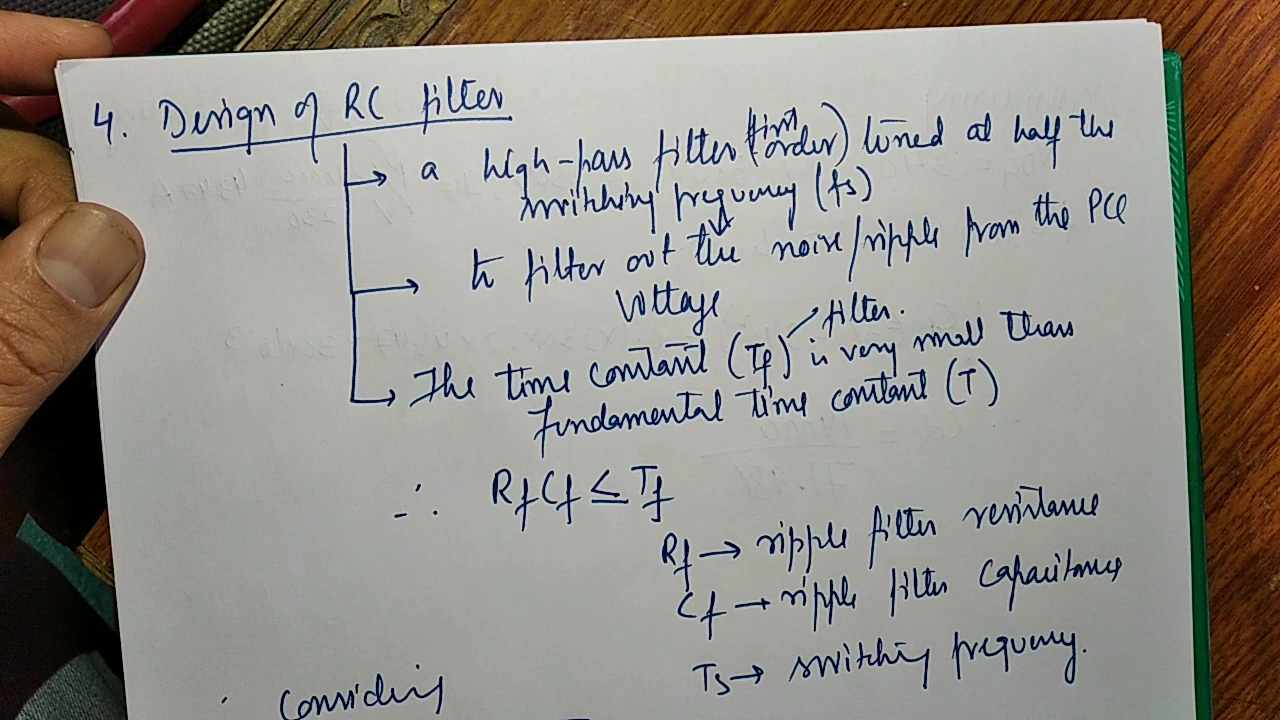 4. Design of RC filter
→ a high-pass filter (first order) tuned at half the
switching frequency (fs)
→ to filter out the noise/ripple from the PCC
voltage
filter.
→ The time constant (Tf) is very small than
fundamental time constant (T)
∴ RfCf ≤ Tf
Rf → ripple filter resistance
Cf → ripple filter capacitance
Ts → switching frequency.
Considering